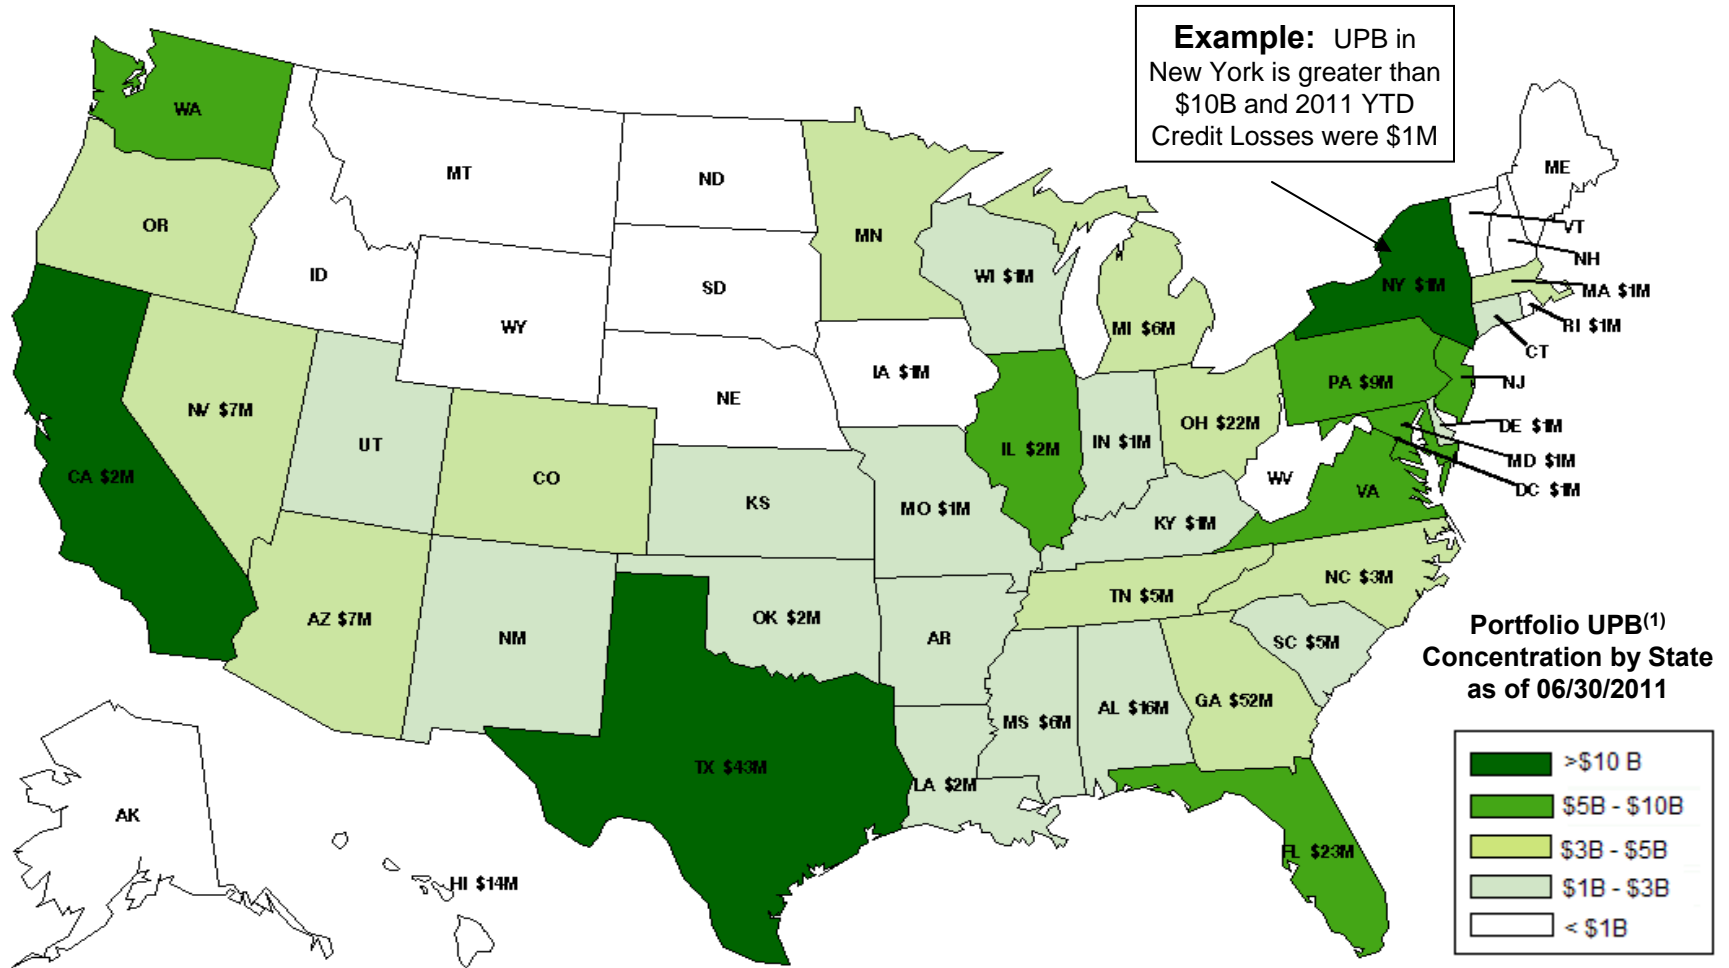 Example: UPB in
New York is greater than
$10B and 2011 YTD
Credit Losses were $1M
WA
MT
ND
ME
OR
MN
VT
NH
ID
SD
WI $1M
NY $1M
MA $1M
WY
MI $6M
RI $1M
CT
IA $1M
PA $9M
NJ
NE
NV $7M
OH $22M
DE $1M
UT
IN $1M
IL $2M
MD $1M
CA $2M
CO
WV
DC $1M
VA
KS
MO $1M
KY $1M
NC $3M
TN $5M
AZ $7M
OK $2M
NM
AR
SC $5M
Portfolio UPB(1)
Concentration by State
as of 06/30/2011
GA $52M
AL $16M
MS $6M
TX $43M
LA $2M
AK
FL $23M
HI $14M
>$10 B
$5B - $10B
$3B - $5B
$1B - $3B
< $1B